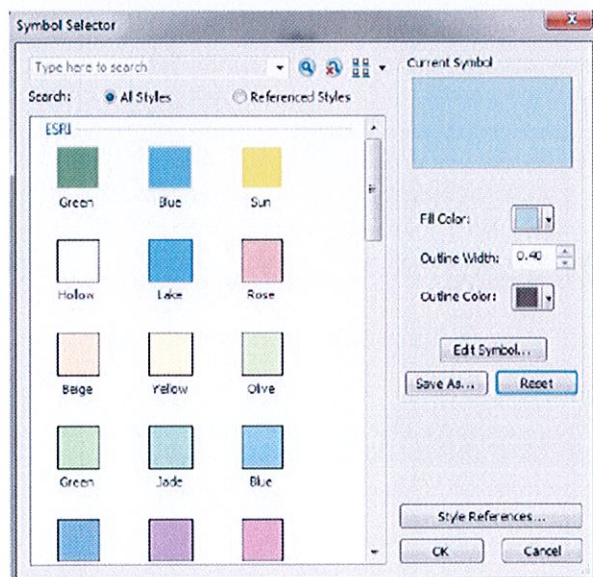 Symbol Selector
Type here to search
Search: All Styles Referenced Styles
ESRI
Green Blue Sun
Hollow Lake Rose
Beige Yellow Olive
Green Jade Blue
Current Symbol
Fill Color:
Outline Width: 0.40
Outline Color:
Edit Symbol...
Save As... Reset
Style References...
OK Cancel